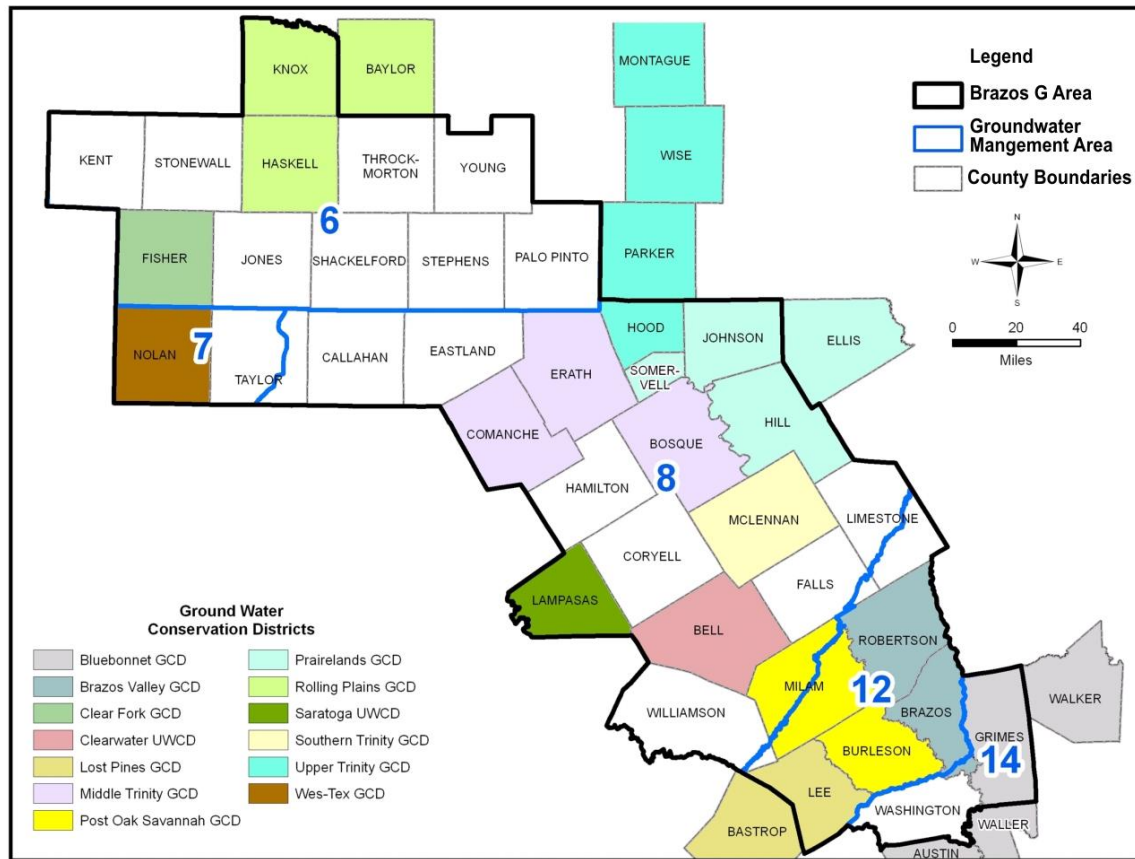 Legend
Brazos G Area
Groundwater
Mangement Area
County Boundaries
N
W
E
S
0 20 40
Miles
KNOX
BAYLOR
MONTAGUE
KENT
STONEWALL
HASKELL
THROCK-
MORTON
YOUNG
WISE
6
FISHER
JONES
SHACKELFORD
STEPHENS
PALO PINTO
PARKER
NOLAN
7
TAYLOR
CALLAHAN
EASTLAND
ERATH
HOOD
JOHNSON
ELLIS
SOMER-
VELL
COMANCHE
BOSQUE
HILL
HAMILTON
8
MCLENNAN
LIMESTONE
CORYELL
FALLS
LAMPASAS
BELL
ROBERTSON
MILAM
12
WILLIAMSON
BRAZOS
WALKER
GRIMES
BURLESON
14
LEE
WASHINGTON
BASTROP
WALLER
AUSTIN
Ground Water
Conservation Districts
Bluebonnet GCD
Brazos Valley GCD
Clear Fork GCD
Clearwater UWCD
Lost Pines GCD
Middle Trinity GCD
Post Oak Savannah GCD
Prairelands GCD
Rolling Plains GCD
Saratoga UWCD
Southern Trinity GCD
Upper Trinity GCD
Wes-Tex GCD